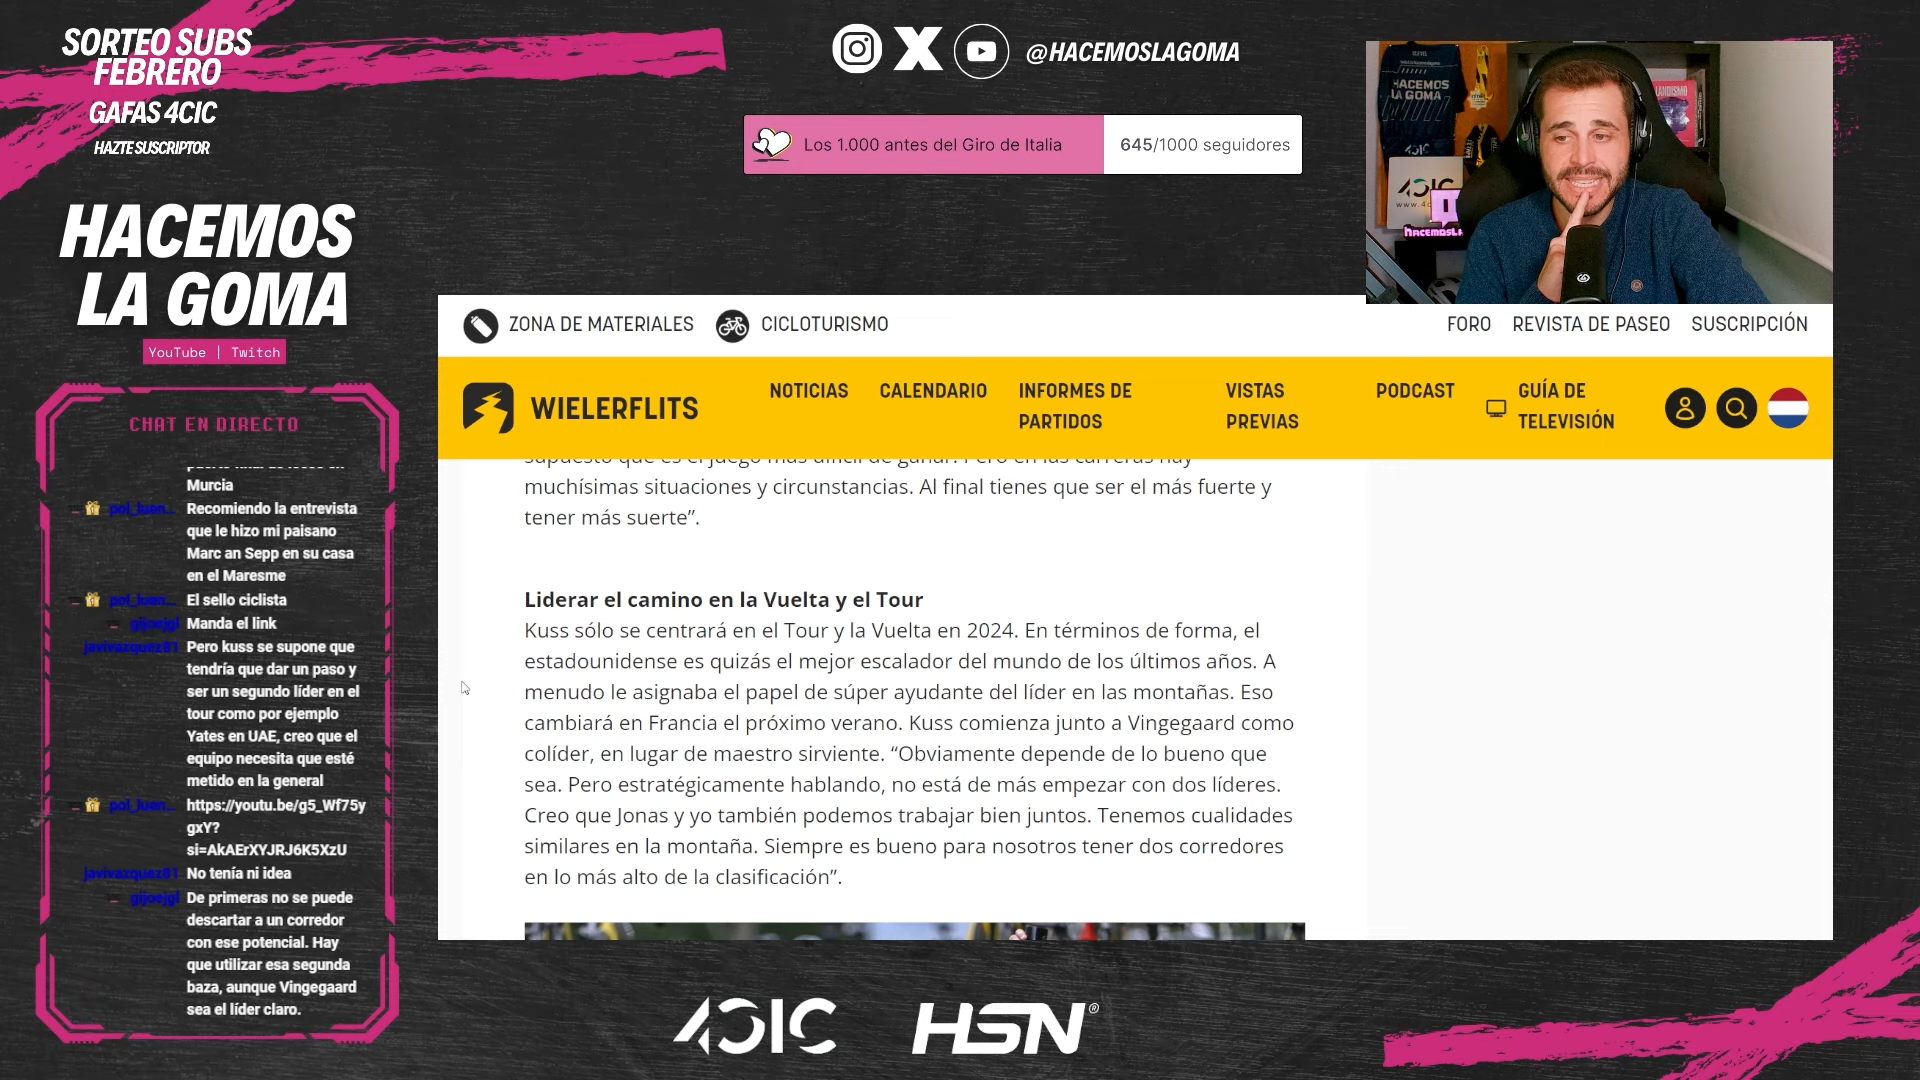 SORTEO SUBS
FEBRERO
GAFAS 4CIC
HAZTE SUSCRIPTOR
HACEMOS
LA GOMA
YouTube | Twitch
@HACEMOSLAGOMA
Los 1.000 antes del Giro de Italia
645/1000 seguidores
HACEMOS
LA GOMA
CHAT EN DIRECTO
Murcia
pol_luen... Recomiendo la entrevista
que le hizo mi paisano
Marc an Sepp en su casa
en el Maresme
pol_luen... El sello ciclista
gijoejgl Manda el link
javivazquez81 Pero kuss se supone que
tendría que dar un paso y
ser un segundo líder en el
tour como por ejemplo
Yates en UAE, creo que el
equipo necesita que esté
metido en la general
pol_luen... https://youtu.be/g5_Wf75y
gxY?
si=AkAErXYJRJ6K5XzU
javivazquez81 No tenía ni idea
gijoejgl De primeras no se puede
descartar a un corredor
con ese potencial. Hay
que utilizar esa segunda
baza, aunque Vingegaard
sea el líder claro.
ZONA DE MATERIALES CICLOTURISMO
FORO REVISTA DE PASEO SUSCRIPCIÓN
WIELERFLITS
NOTICIAS CALENDARIO INFORMES DE PARTIDOS VISTAS PREVIAS PODCAST GUÍA DE TELEVISIÓN
supuesto que es el juego más difícil de ganar. Pero en las carreras hay
muchísimas situaciones y circunstancias. Al final tienes que ser el más fuerte y
tener más suerte”.
Liderar el camino en la Vuelta y el Tour
Kuss sólo se centrará en el Tour y la Vuelta en 2024. En términos de forma, el
estadounidense es quizás el mejor escalador del mundo de los últimos años. A
menudo le asignaba el papel de súper ayudante del líder en las montañas. Eso
cambiará en Francia el próximo verano. Kuss comienza junto a Vingegaard como
colíder, en lugar de maestro sirviente. “Obviamente depende de lo bueno que
sea. Pero estratégicamente hablando, no está de más empezar con dos líderes.
Creo que Jonas y yo también podemos trabajar bien juntos. Tenemos cualidades
similares en la montaña. Siempre es bueno para nosotros tener dos corredores
en lo más alto de la clasificación”.
4CIC
HSN®